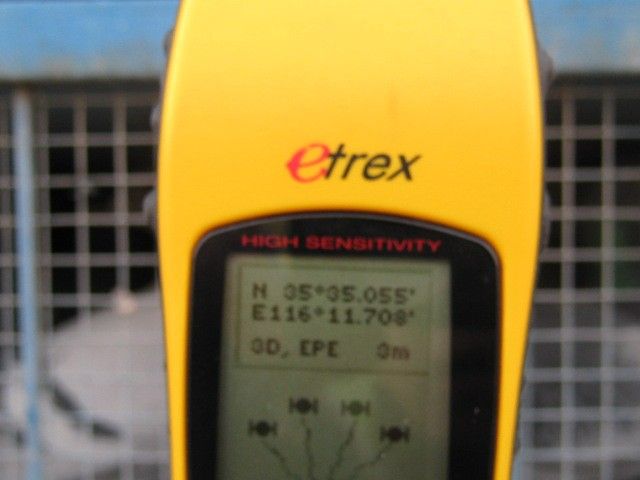 etrex
HIGH SENSITIVITY
N 35°35.055'
E116°11.708'
3D, EPE 3m